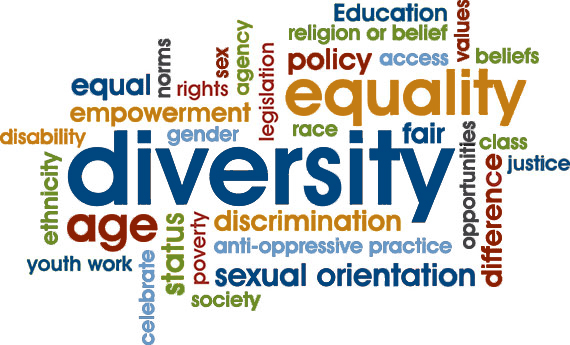 Education
religion or belief
values
norms
sex
agency
legislation
policy
access
beliefs
equal
rights
equality
empowerment
disability
gender
race
fair
opportunities
class
justice
diversity
ethnicity
age
status
poverty
discrimination
difference
anti-oppressive practice
youth work
celebrate
sexual orientation
society